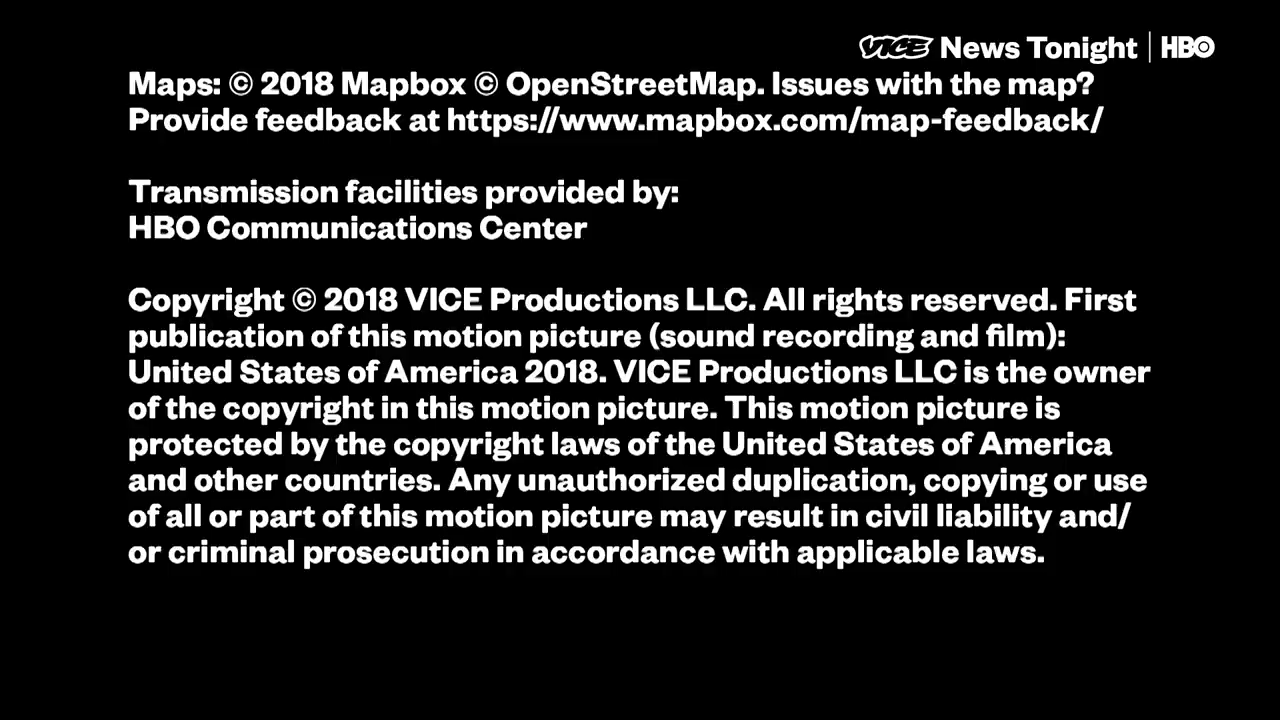 VICE News Tonight | HBO
Maps: © 2018 Mapbox © OpenStreetMap. Issues with the map?
Provide feedback at https://www.mapbox.com/map-feedback/
Transmission facilities provided by:
HBO Communications Center
Copyright © 2018 VICE Productions LLC. All rights reserved. First
publication of this motion picture (sound recording and film):
United States of America 2018. VICE Productions LLC is the owner
of the copyright in this motion picture. This motion picture is
protected by the copyright laws of the United States of America
and other countries. Any unauthorized duplication, copying or use
of all or part of this motion picture may result in civil liability and/
or criminal prosecution in accordance with applicable laws.